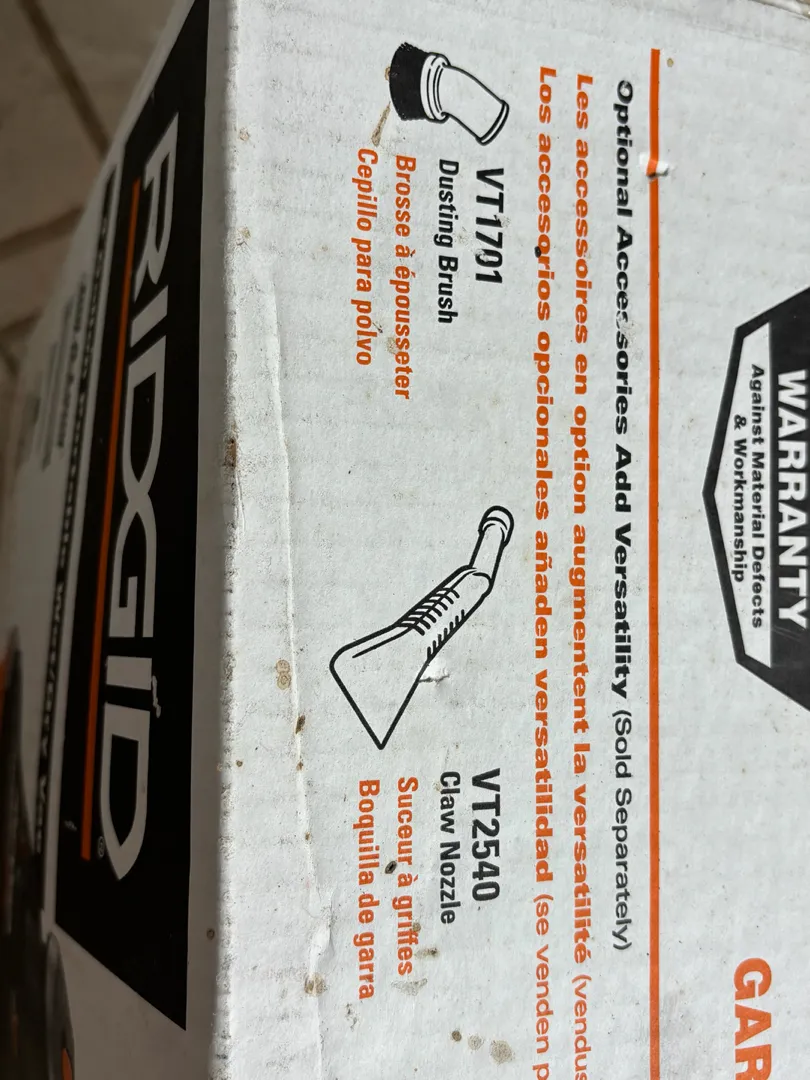 WARRANTY
Against Material Defects
& Workmanship
GAR
Optional Accessories Add Versatility (Sold Separately)
Les accessoires en option augmentent la versatilité (vendus
Los accesorios opcionales añaden versatilidad (se venden p
VT1701
Dusting Brush
Brosse à épousseter
Cepillo para polvo
VT2540
Claw Nozzle
Suceur à griffes
Boquilla de garra
RIDGID®